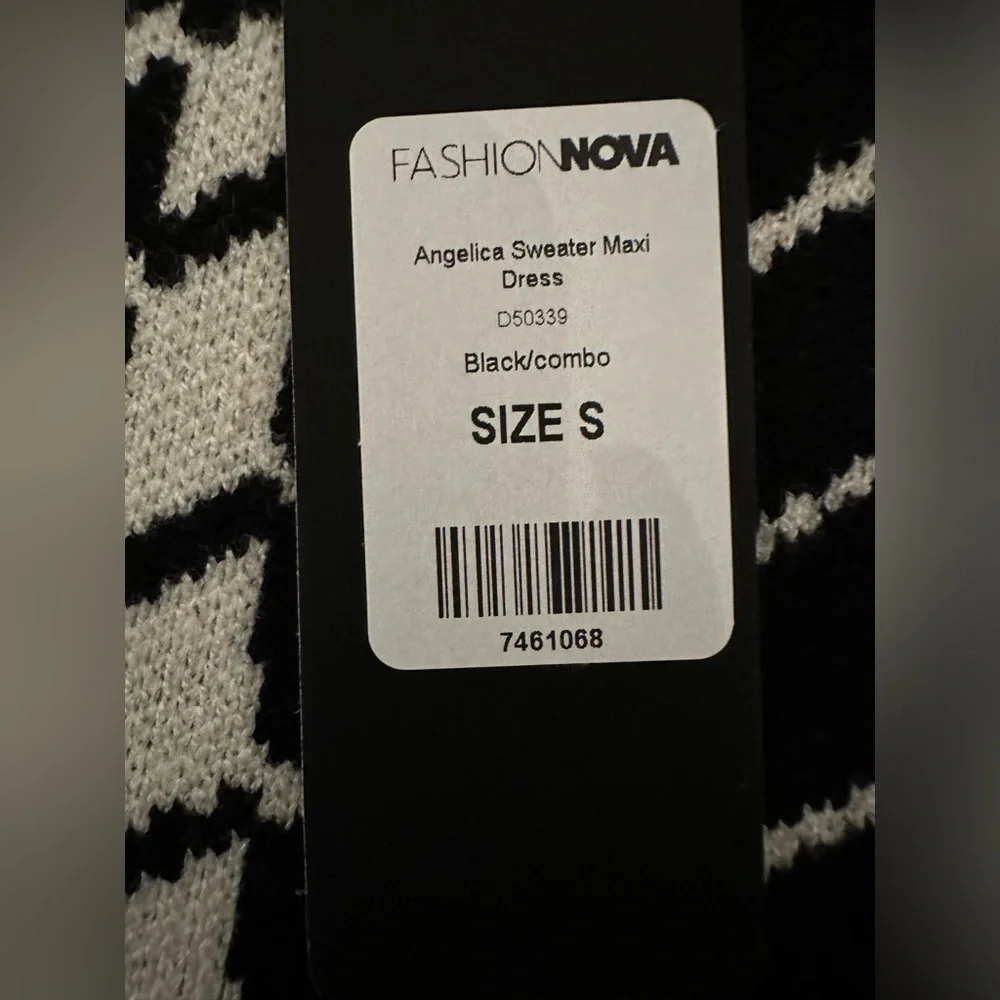 FASHIONNOVA
Angelica Sweater Maxi
Dress
D50339
Black/combo
SIZE S
7461068